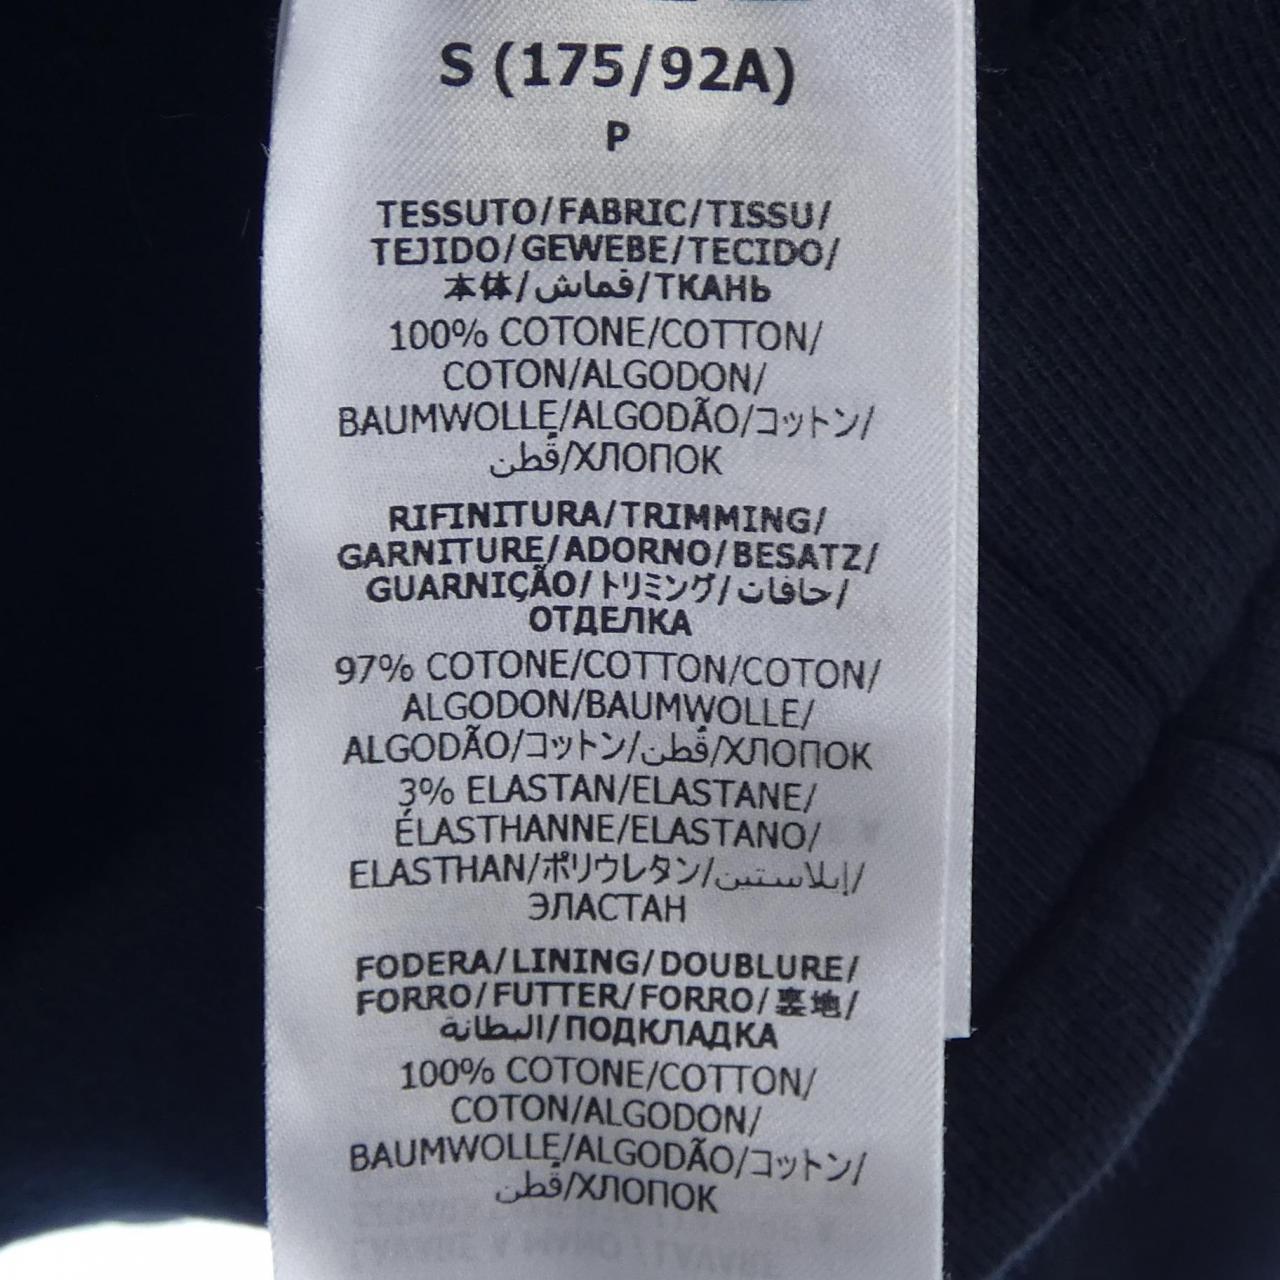 S (175/92A)
P
TESSUTO/FABRIC/TISSU/
TEJIDO/GEWEBE/TECIDO/
本体/قماش/ТКАНЬ
100% COTONE/COTTON/
COTON/ALGODON/
BAUMWOLLE/ALGODÃO/コットン/
قُطن/ХЛОПОК
RIFINITURA/TRIMMING/
GARNITURE/ADORNO/BESATZ/
GUARNIÇÃO/トリミング/حافات/
ОТДЕЛКА
97% COTONE/COTTON/COTON/
ALGODON/BAUMWOLLE/
ALGODÃO/コットン/قُطن/ХЛОПОК
3% ELASTAN/ELASTANE/
ÉLASTHANNE/ELASTANO/
ELASTHAN/ポリウレタン/إيلاستين/
ЭЛАСТАН
FODERA/LINING/DOUBLURE/
FORRO/FUTTER/FORRO/裏地/
البطانة/ПОДКЛАДКА
100% COTONE/COTTON/
COTON/ALGODON/
BAUMWOLLE/ALGODÃO/コットン/
قُطن/ХЛОПОК